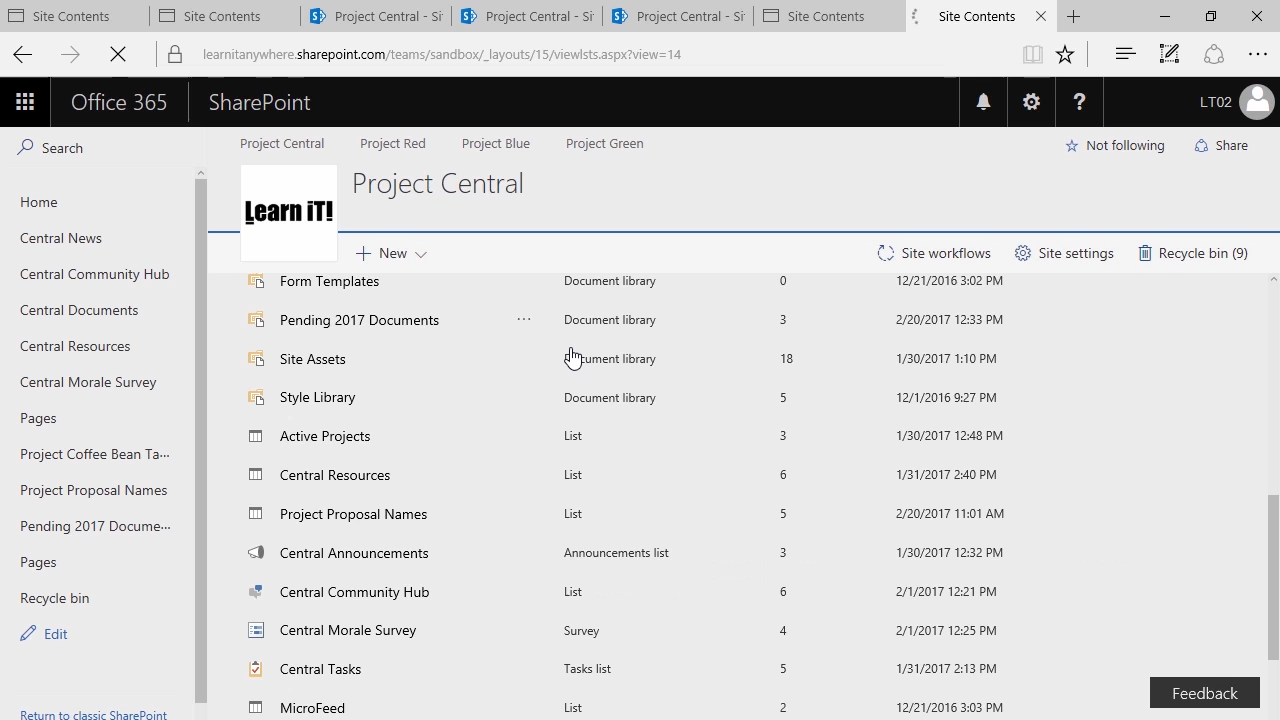 Site Contents
Site Contents
Project Central - Si
Project Central - Si
Project Central - Si
Site Contents
Site Contents
learnitanywhere.sharepoint.com/teams/sandbox/_layouts/15/viewlsts.aspx?view=14
Office 365
SharePoint
?
LT02
Search
Project Central
Project Red
Project Blue
Project Green
Not following
Share
Learn iT!
Project Central
New
Site workflows
Site settings
Recycle bin (9)
Home
Central News
Central Community Hub
Central Documents
Central Resources
Central Morale Survey
Pages
Project Coffee Bean Ta...
Project Proposal Names
Pending 2017 Docume...
Pages
Recycle bin
Edit
Return to classic SharePoint
Form Templates Document library 0 12/21/2016 3:02 PM
Pending 2017 Documents ... Document library 3 2/20/2017 12:33 PM
Site Assets cument library 18 1/30/2017 1:10 PM
Style Library Document library 5 12/1/2016 9:27 PM
Active Projects List 3 1/30/2017 12:48 PM
Central Resources List 6 1/31/2017 2:40 PM
Project Proposal Names List 5 2/20/2017 11:01 AM
Central Announcements Announcements list 3 1/30/2017 12:32 PM
Central Community Hub List 6 2/1/2017 12:21 PM
Central Morale Survey Survey 4 2/1/2017 12:25 PM
Central Tasks Tasks list 5 1/31/2017 2:13 PM
MicroFeed List 2 12/21/2016 3:03 PM
Feedback